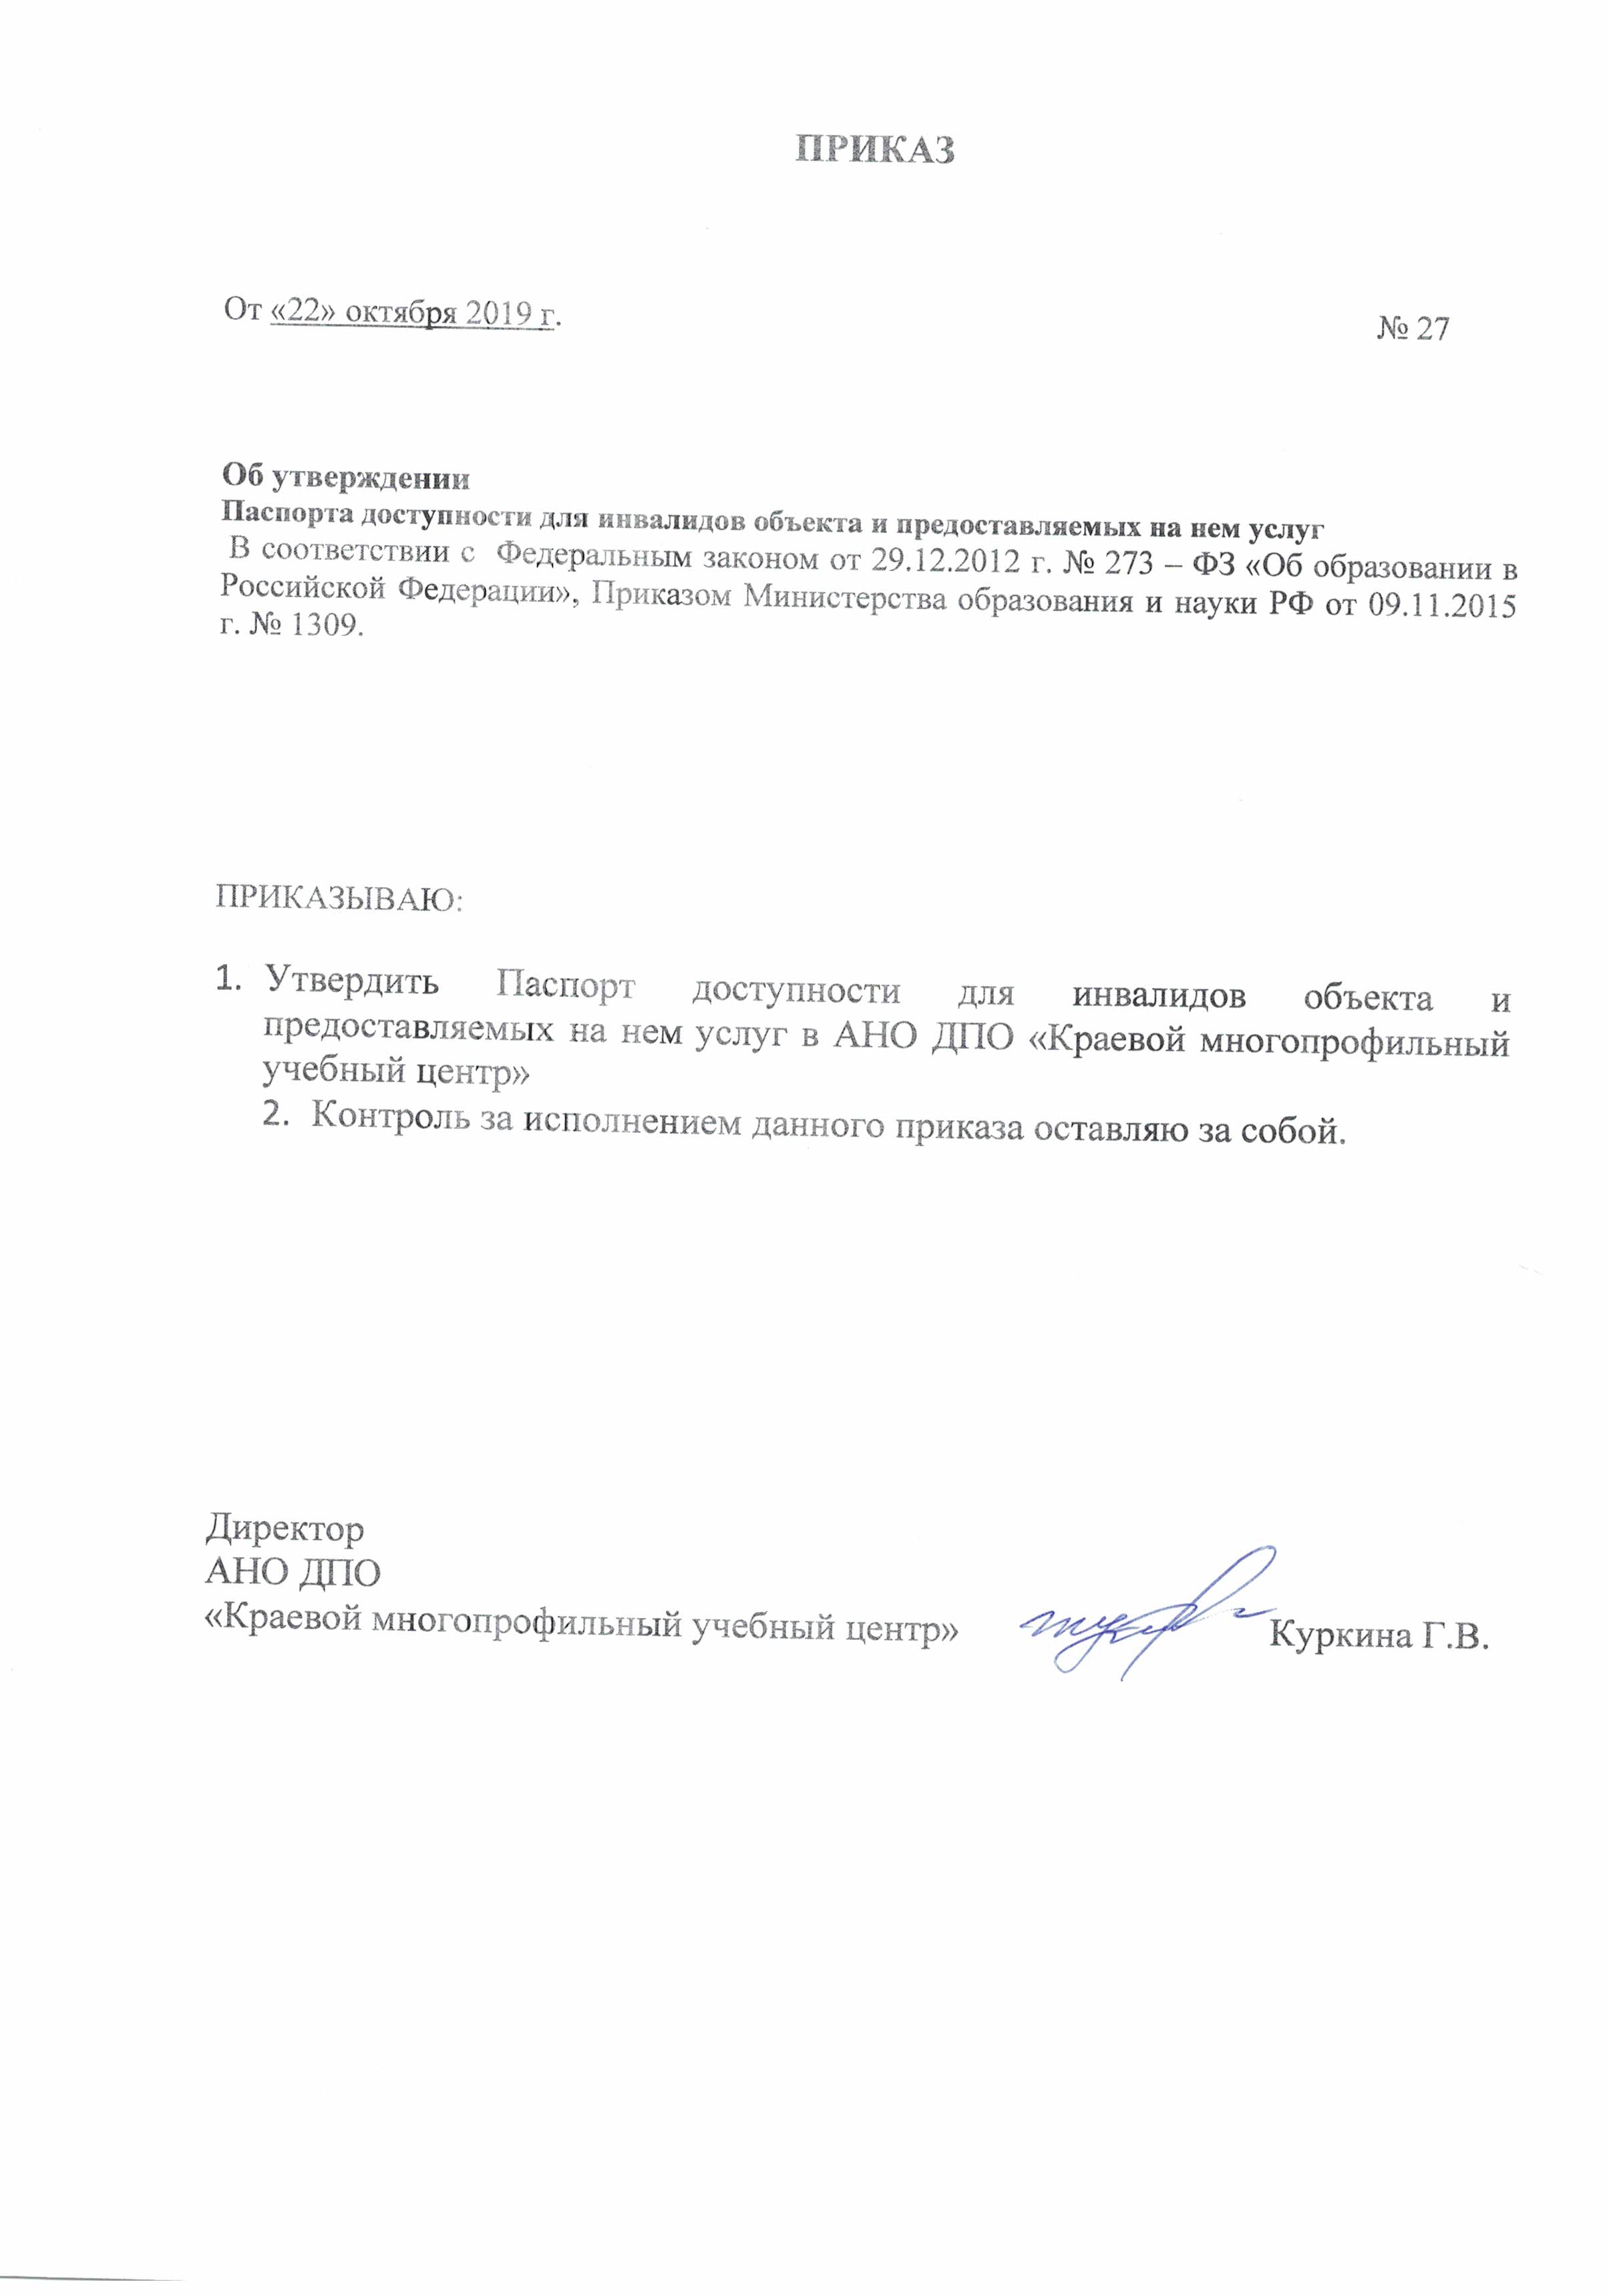 ПРИКАЗ
От «22» октября 2019 г.
№ 27
Об утверждении
Паспорта доступности для инвалидов объекта и предоставляемых на нем услуг
В соответствии с Федеральным законом от 29.12.2012 г. № 273 – ФЗ «Об образовании в
Российской Федерации», Приказом Министерства образования и науки РФ от 09.11.2015
г. № 1309.
ПРИКАЗЫВАЮ:
1. Утвердить Паспорт доступности для инвалидов объекта и
предоставляемых на нем услуг в АНО ДПО «Краевой многопрофильный
учебный центр»
2. Контроль за исполнением данного приказа оставляю за собой.
Директор
АНО ДПО
«Краевой многопрофильный учебный центр» Куркина Г.В.